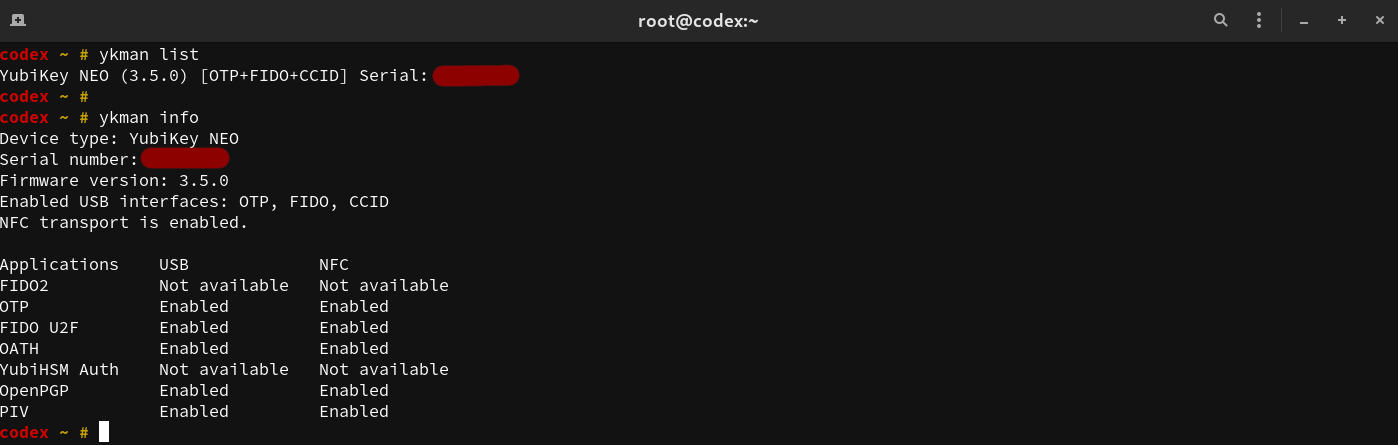 root@codex:~
codex ~ # ykman list
YubiKey NEO (3.5.0) [OTP+FIDO+CCID] Serial:
codex ~ #
codex ~ # ykman info
Device type: YubiKey NEO
Serial number:
Firmware version: 3.5.0
Enabled USB interfaces: OTP, FIDO, CCID
NFC transport is enabled.
Applications    USB             NFC
FIDO2           Not available   Not available
OTP             Enabled         Enabled
FIDO U2F        Enabled         Enabled
OATH            Enabled         Enabled
YubiHSM Auth    Not available   Not available
OpenPGP         Enabled         Enabled
PIV             Enabled         Enabled
codex ~ #